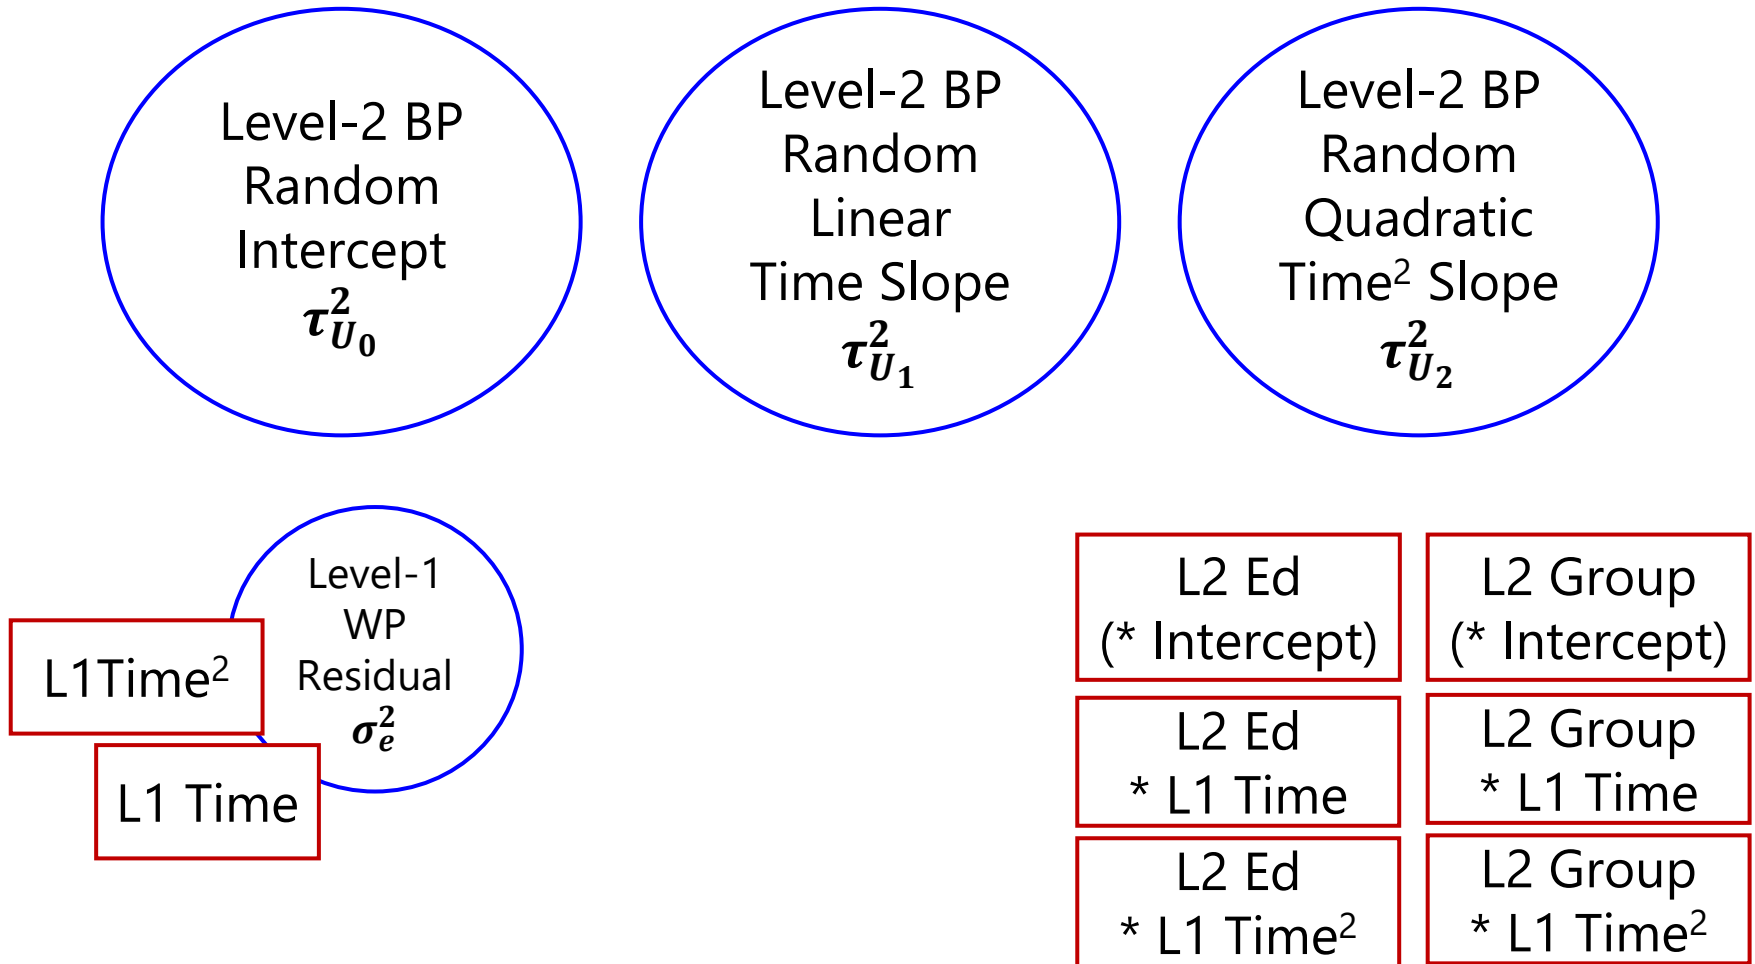 Level-2 BP
Random
Intercept
τ²U₀
Level-2 BP
Random
Linear
Time Slope
τ²U₁
Level-2 BP
Random
Quadratic
Time² Slope
τ²U₂
Level-1
WP
Residual
σ²e
L1Time²
L1 Time
L2 Ed
(* Intercept)
L2 Group
(* Intercept)
L2 Ed
* L1 Time
L2 Group
* L1 Time
L2 Ed
* L1 Time²
L2 Group
* L1 Time²